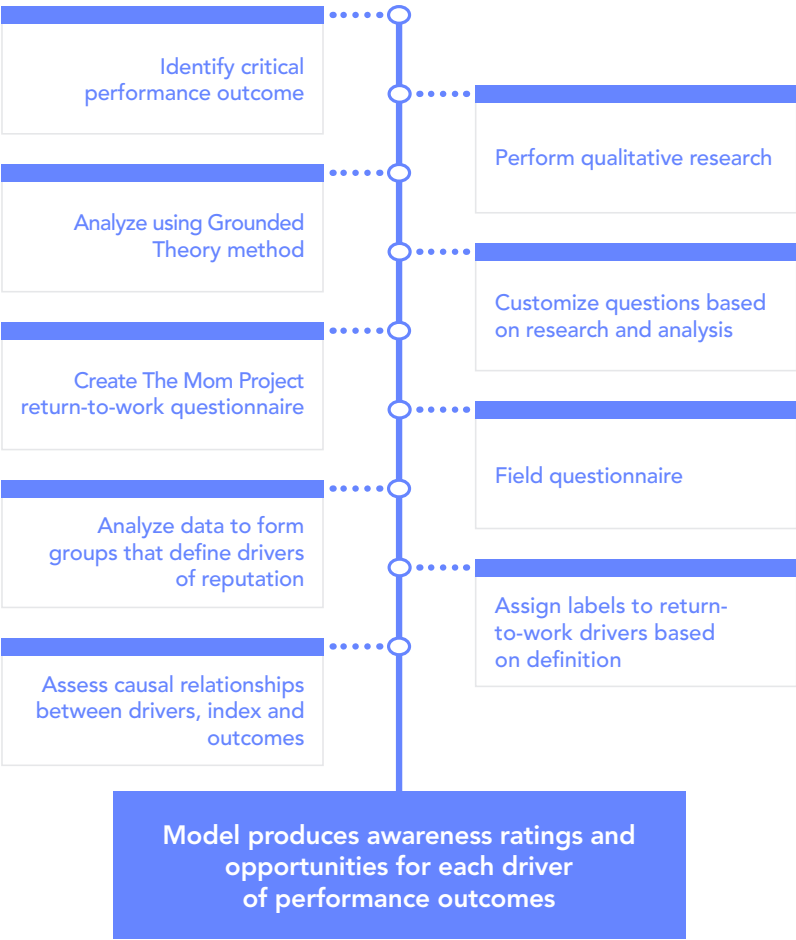 Identify critical
performance outcome
Perform qualitative research
Analyze using Grounded
Theory method
Customize questions based
on research and analysis
Create The Mom Project
return-to-work questionnaire
Field questionnaire
Analyze data to form
groups that define drivers
of reputation
Assign labels to return-
to-work drivers based
on definition
Assess causal relationships
between drivers, index and
outcomes
Model produces awareness ratings and
opportunities for each driver
of performance outcomes